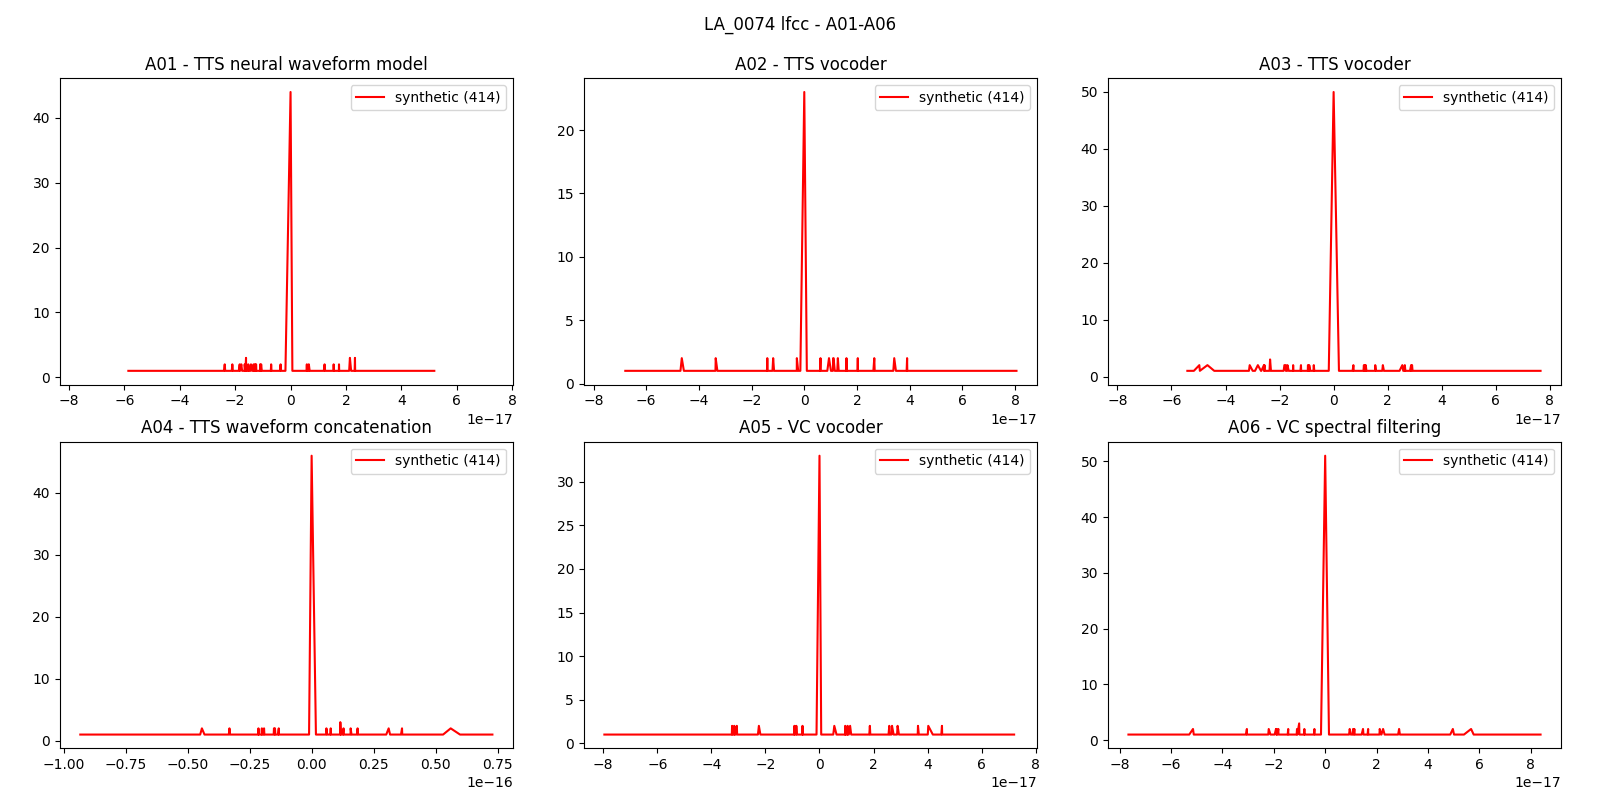 LA_0074 lfcc - A01-A06
A01 - TTS neural waveform model
synthetic (414)
40
30
20
10
0
−8 −6 −4 −2 0 2 4 6 8
1e−17
A02 - TTS vocoder
synthetic (414)
20
15
10
5
0
−8 −6 −4 −2 0 2 4 6 8
1e−17
A03 - TTS vocoder
synthetic (414)
50
40
30
20
10
0
−8 −6 −4 −2 0 2 4 6 8
1e−17
A04 - TTS waveform concatenation
synthetic (414)
40
30
20
10
0
−1.00 −0.75 −0.50 −0.25 0.00 0.25 0.50 0.75
1e−16
A05 - VC vocoder
synthetic (414)
30
25
20
15
10
5
0
−8 −6 −4 −2 0 2 4 6 8
1e−17
A06 - VC spectral filtering
synthetic (414)
50
40
30
20
10
0
−8 −6 −4 −2 0 2 4 6 8
1e−17